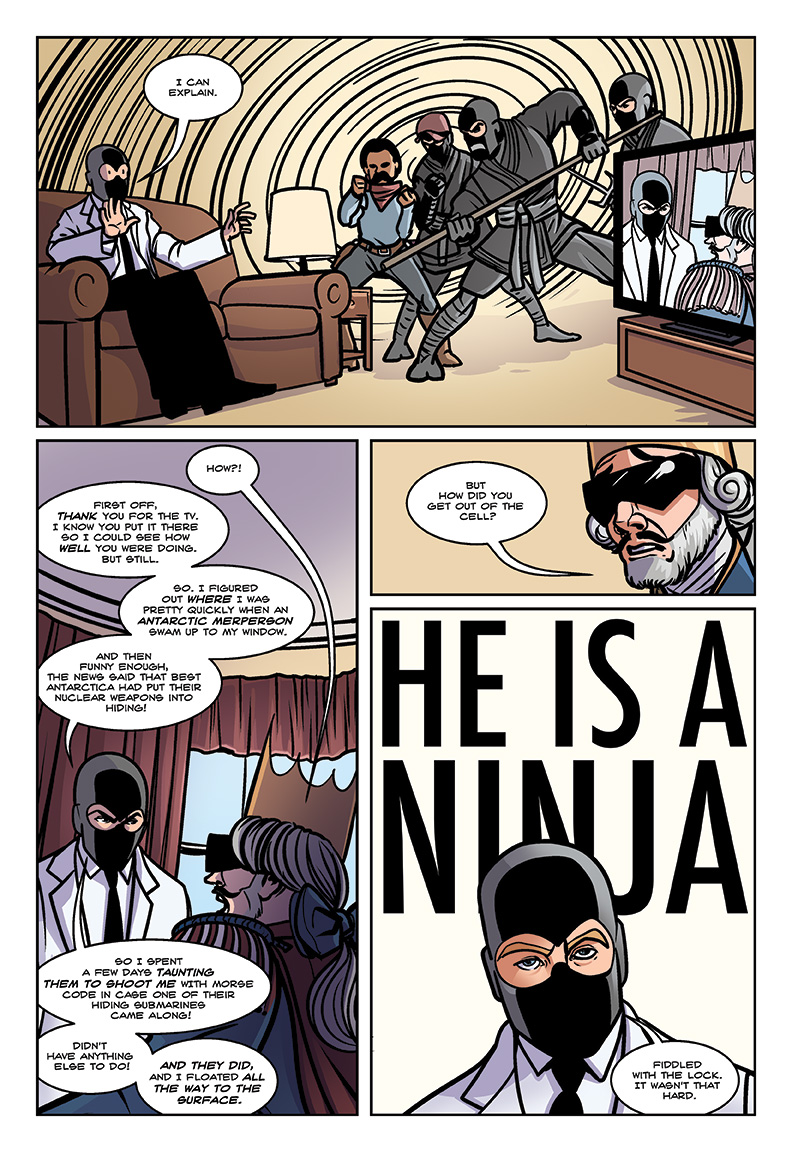 I CAN
EXPLAIN.
HOW?!
FIRST OFF,
THANK YOU FOR THE TV.
I KNOW YOU PUT IT THERE
SO I COULD SEE HOW
WELL YOU WERE DOING.
BUT STILL.
SO. I FIGURED
OUT WHERE I WAS
PRETTY QUICKLY WHEN AN
ANTARCTIC MERPERSON
SWAM UP TO MY WINDOW.
AND THEN
FUNNY ENOUGH,
THE NEWS SAID THAT BEST
ANTARCTICA HAD PUT THEIR
NUCLEAR WEAPONS INTO
HIDING!
SO I SPENT
A FEW DAYS TAUNTING
THEM TO SHOOT ME WITH MORSE
CODE IN CASE ONE OF THEIR
HIDING SUBMARINES
CAME ALONG!
DIDN'T
HAVE ANYTHING
ELSE TO DO!
AND THEY DID,
AND I FLOATED ALL
THE WAY TO THE
SURFACE.
BUT
HOW DID YOU
GET OUT OF THE
CELL?
HE IS A
NINJA
FIDDLED
WITH THE LOCK.
IT WASN'T THAT
HARD.